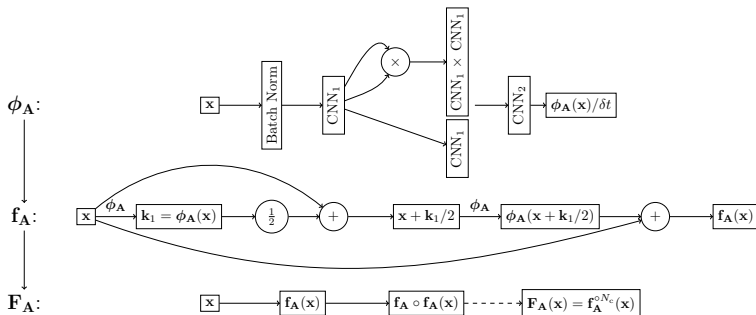 ϕ_A:
x
Batch Norm
CNN₁
×
CNN₁ × CNN₁
CNN₁
CNN₂
ϕ_A(x)/δt
f_A:
x
ϕ_A
k₁ = ϕ_A(x)
1/2
+
x + k₁/2
ϕ_A
ϕ_A(x + k₁/2)
+
f_A(x)
F_A:
x
f_A(x)
f_A ∘ f_A(x)
F_A(x) = f_A^{∘N_c}(x)